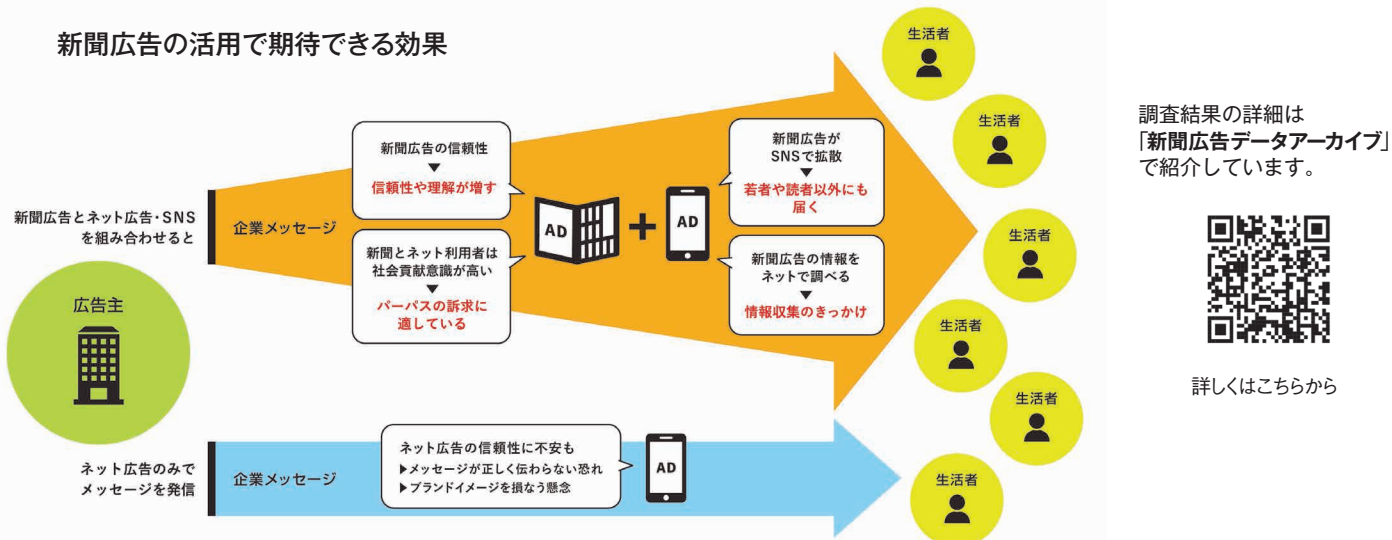 新聞広告の活用で期待できる効果
新聞広告とネット広告・SNS
を組み合わせると
企業メッセージ
新聞広告の信頼性
▼
信頼性や理解が増す
新聞とネット利用者は
社会貢献意識が高い
▼
パーパスの訴求に
適している
AD
+
AD
新聞広告が
SNSで拡散
▼
若者や読者以外にも
届く
新聞広告の情報を
ネットで調べる
▼
情報収集のきっかけ
広告主
ネット広告のみで
メッセージを発信
企業メッセージ
ネット広告の信頼性に不安も
▶メッセージが正しく伝わらない恐れ
▶ブランドイメージを損なう懸念
AD
生活者
生活者
生活者
生活者
生活者
生活者
調査結果の詳細は
「新聞広告データアーカイブ」
で紹介しています。
詳しくはこちらから